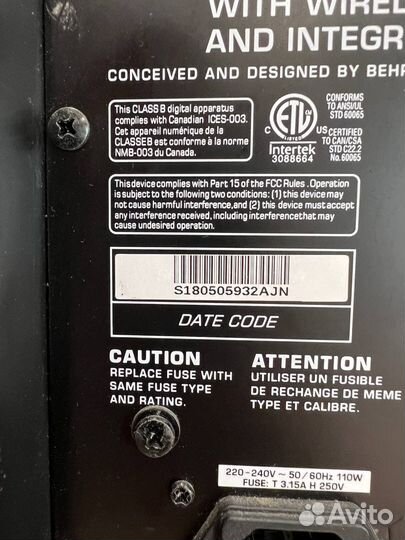 WITH
AND INTEGR
CONCEIVED AND DESIGNED BY BEHR
This CLASS B digital apparatus
complies with Canadian ICES-003.
Cet appareil numérique de la
CLASSE B est conforme à la norme
NMB-003 du Canada.
ETL
CM
LISTED
C
US
Intertek
3088664
CONFORMS
TO ANSI/UL
STD 60065
CERTIFIED
TO CAN/CSA
STD C22.2
No. 60065
This device complies with Part 15 of the FCC Rules. Operation
is subject to the following two conditions: (1) this device may
not cause harmful interference, and (2) this device must accept
any interference received, including interference that may
cause undesired operation.
S180505932AJN
DATE CODE
CAUTION
REPLACE FUSE WITH
SAME FUSE TYPE
AND RATING.
ATTENTION
UTILISER UN FUSIBLE
DE RECHANGE DE MEME
TYPE ET CALIBRE.
220-240V ~ 50/60Hz 110W
FUSE: T 3.15A H 250V
Avito